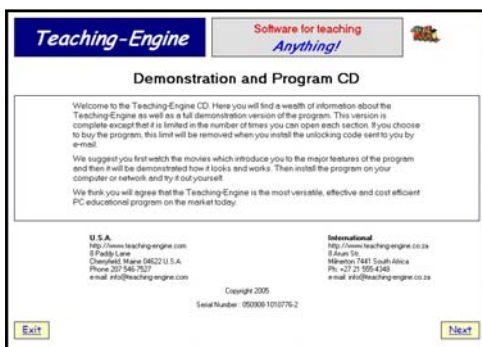 Teaching-Engine
Software for teaching
Anything!
Demonstration and Program CD
Welcome to the Teaching-Engine CD. Here you will find a wealth of information about the
Teaching-Engine as well as a full demonstration version of the program. This version is
complete except that it is limited in the number of times you can open each section. If you choose
to buy the program, this limit will be removed when you install the unlocking code sent to you by
e-mail.
We suggest you first watch the movies which introduce you to the major features of the program
and then it will be demonstrated how it looks and works. Then install the program on your
computer or network and try it out yourself.
We think you will agree that the Teaching-Engine is the most versatile, effective and cost efficient
PC educational program on the market today.
U.S.A.
http://www.teaching-engine.com
8 Paddy Lane
Cherryfield, Maine 04622 U.S.A.
Phone 207 546-7527
e-mail: info@teaching-engine.com
International
http://www.teaching-engine.co.za
8 Arum Str.
Milnerton 7441 South Africa
Ph: +27 21 555-4348
e-mail: info@teaching-engine.co.za
Copyright 2005
Serial Number : 050908-1010776-2
Exit
Next